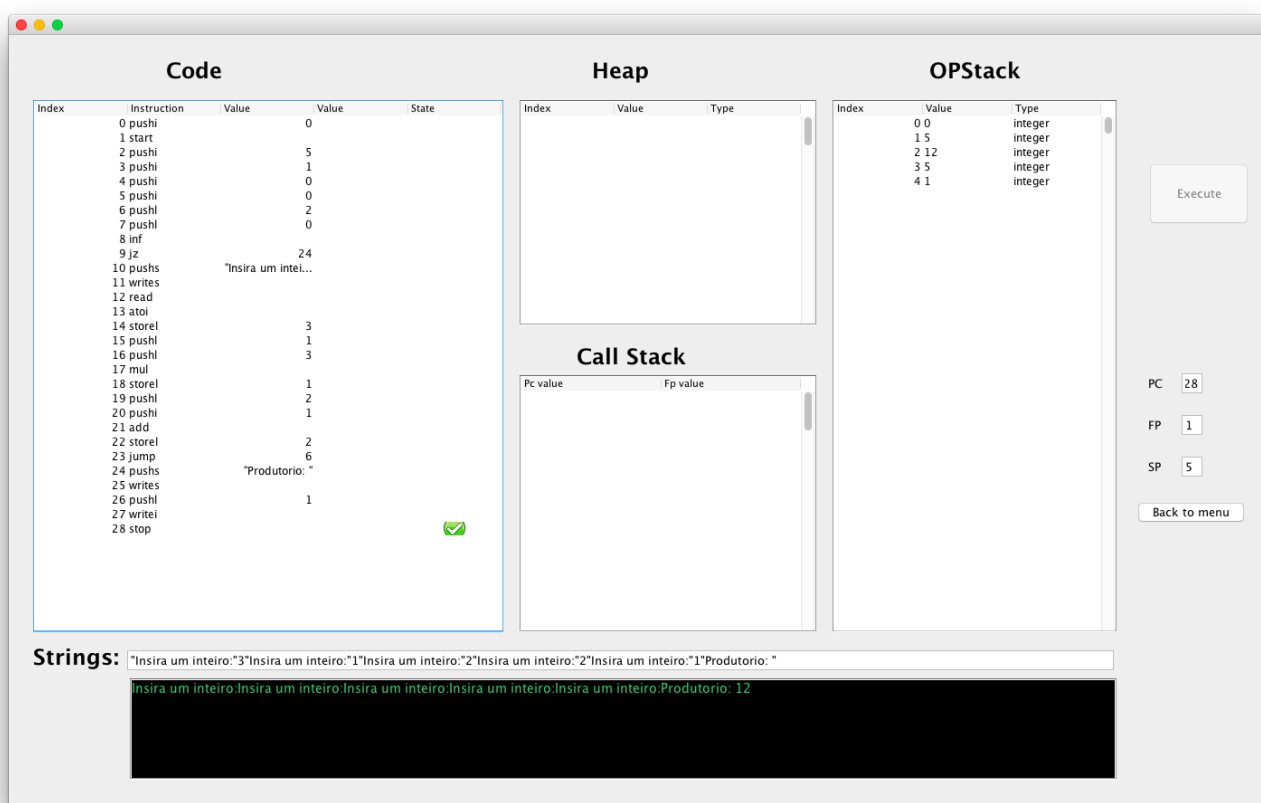 Code
Index Instruction Value Value State
0 pushi 0
1 start
2 pushi 5
3 pushi 1
4 pushi 0
5 pushi 0
6 pushl 2
7 pushl 0
8 inf
9 jz 24
10 pushs "Insira um intei...
11 writes
12 read
13 atoi
14 storel 3
15 pushl 1
16 pushl 3
17 mul
18 storel 1
19 pushl 2
20 pushi 1
21 add
22 storel 2
23 jump 6
24 pushs "Produtorio: "
25 writes
26 pushl 1
27 writei
28 stop
Heap
Index Value Type
Call Stack
Pc value Fp value
OPStack
Index Value Type
0 0 integer
1 5 integer
2 12 integer
3 5 integer
4 1 integer
Execute
PC 28
FP 1
SP 5
Back to menu
Strings: "Insira um inteiro:"3"Insira um inteiro:"1"Insira um inteiro:"2"Insira um inteiro:"2"Insira um inteiro:"1"Produtorio: "
Insira um inteiro:Insira um inteiro:Insira um inteiro:Insira um inteiro:Insira um inteiro:Produtorio: 12